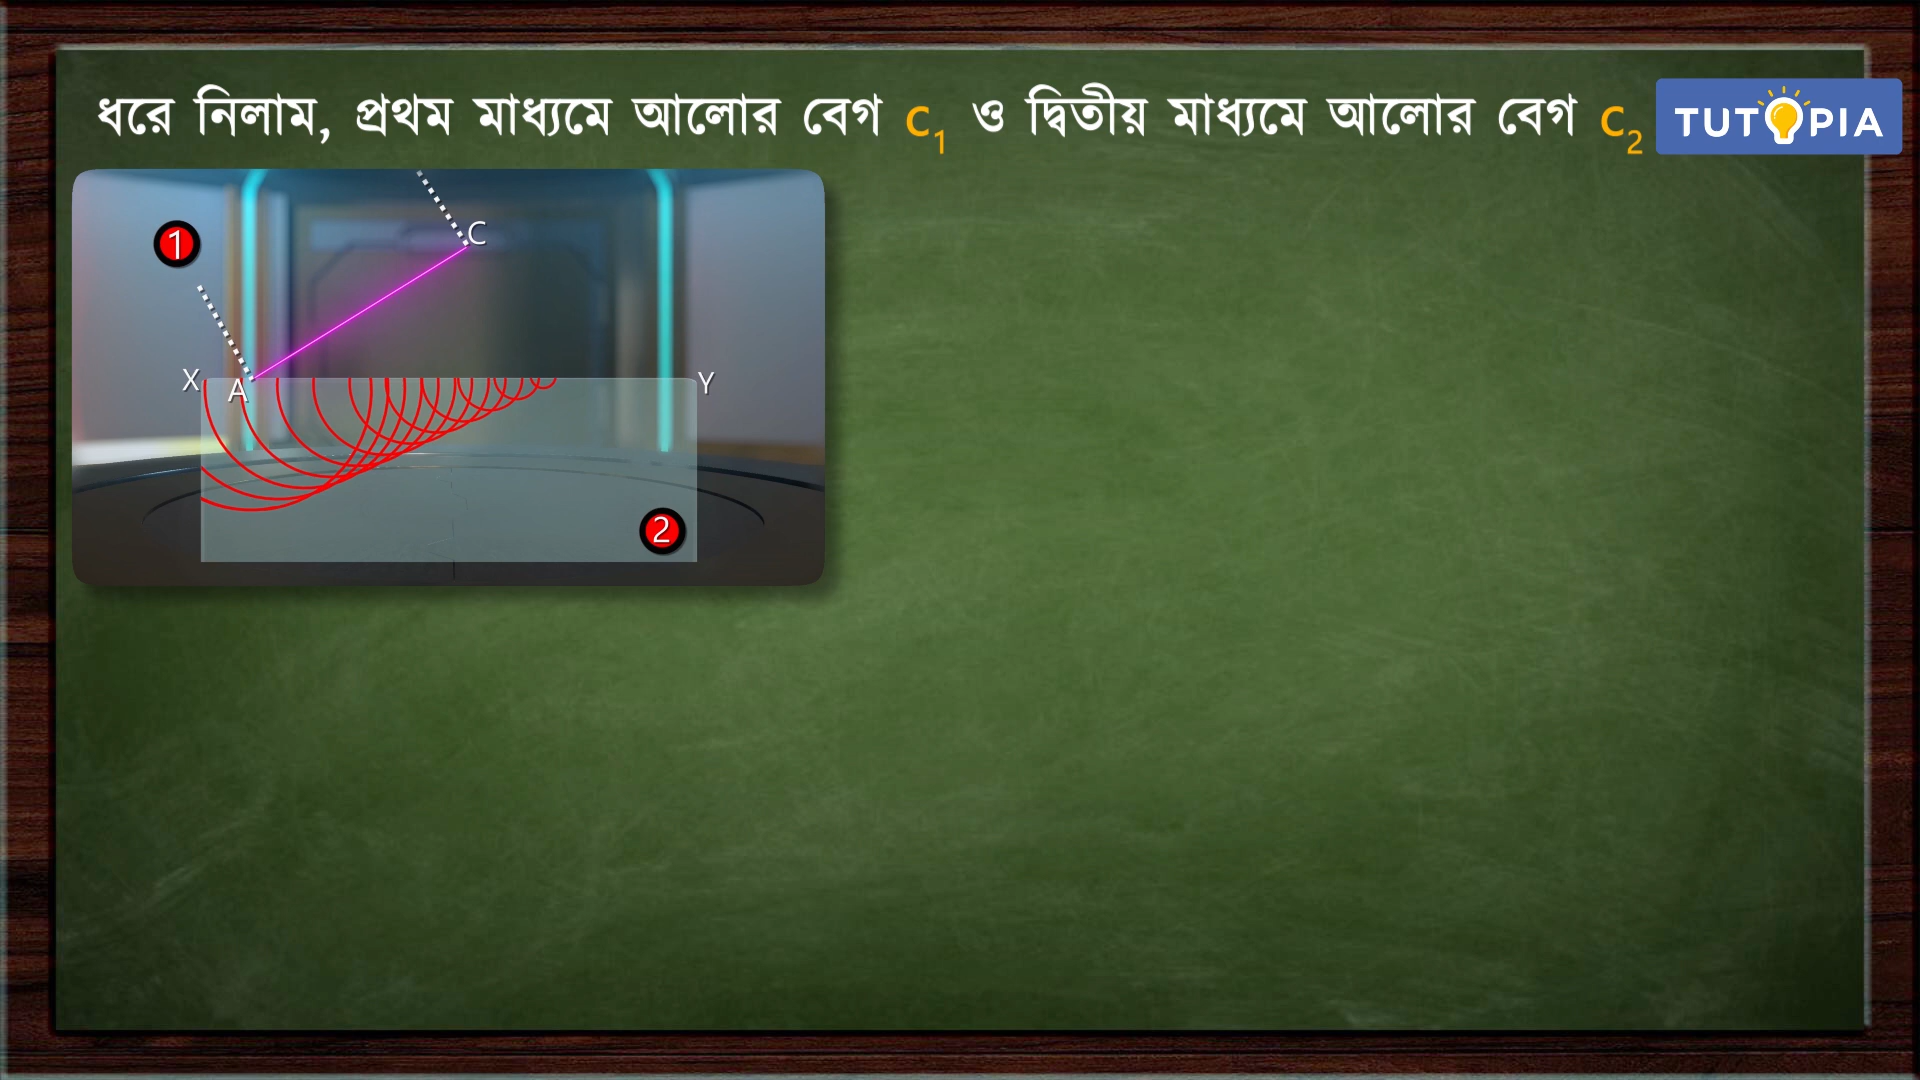 ধরে নিলাম, প্রথম মাধ্যমে আলোর বেগ c₁ ও দ্বিতীয় মাধ্যমে আলোর বেগ c₂
TUTOPIA
C
1
X
A
Y
2